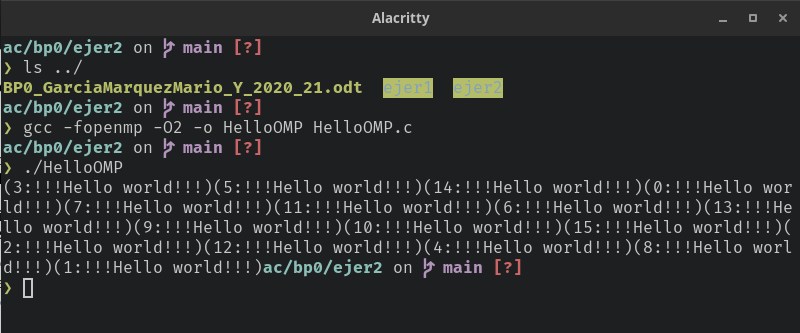 Alacritty
ac/bp0/ejer2 on main [?]
❯ ls ../
BP0_GarciaMarquezMario_Y_2020_21.odt  ejer1  ejer2
ac/bp0/ejer2 on main [?]
❯ gcc -fopenmp -O2 -o HelloOMP HelloOMP.c
ac/bp0/ejer2 on main [?]
❯ ./HelloOMP
(3:!!!Hello world!!!)(5:!!!Hello world!!!)(14:!!!Hello world!!!)(0:!!!Hello wor
ld!!!)(7:!!!Hello world!!!)(11:!!!Hello world!!!)(6:!!!Hello world!!!)(13:!!!He
llo world!!!)(9:!!!Hello world!!!)(10:!!!Hello world!!!)(15:!!!Hello world!!!)(
2:!!!Hello world!!!)(12:!!!Hello world!!!)(4:!!!Hello world!!!)(8:!!!Hello worl
d!!!)(1:!!!Hello world!!!)ac/bp0/ejer2 on main [?]
❯